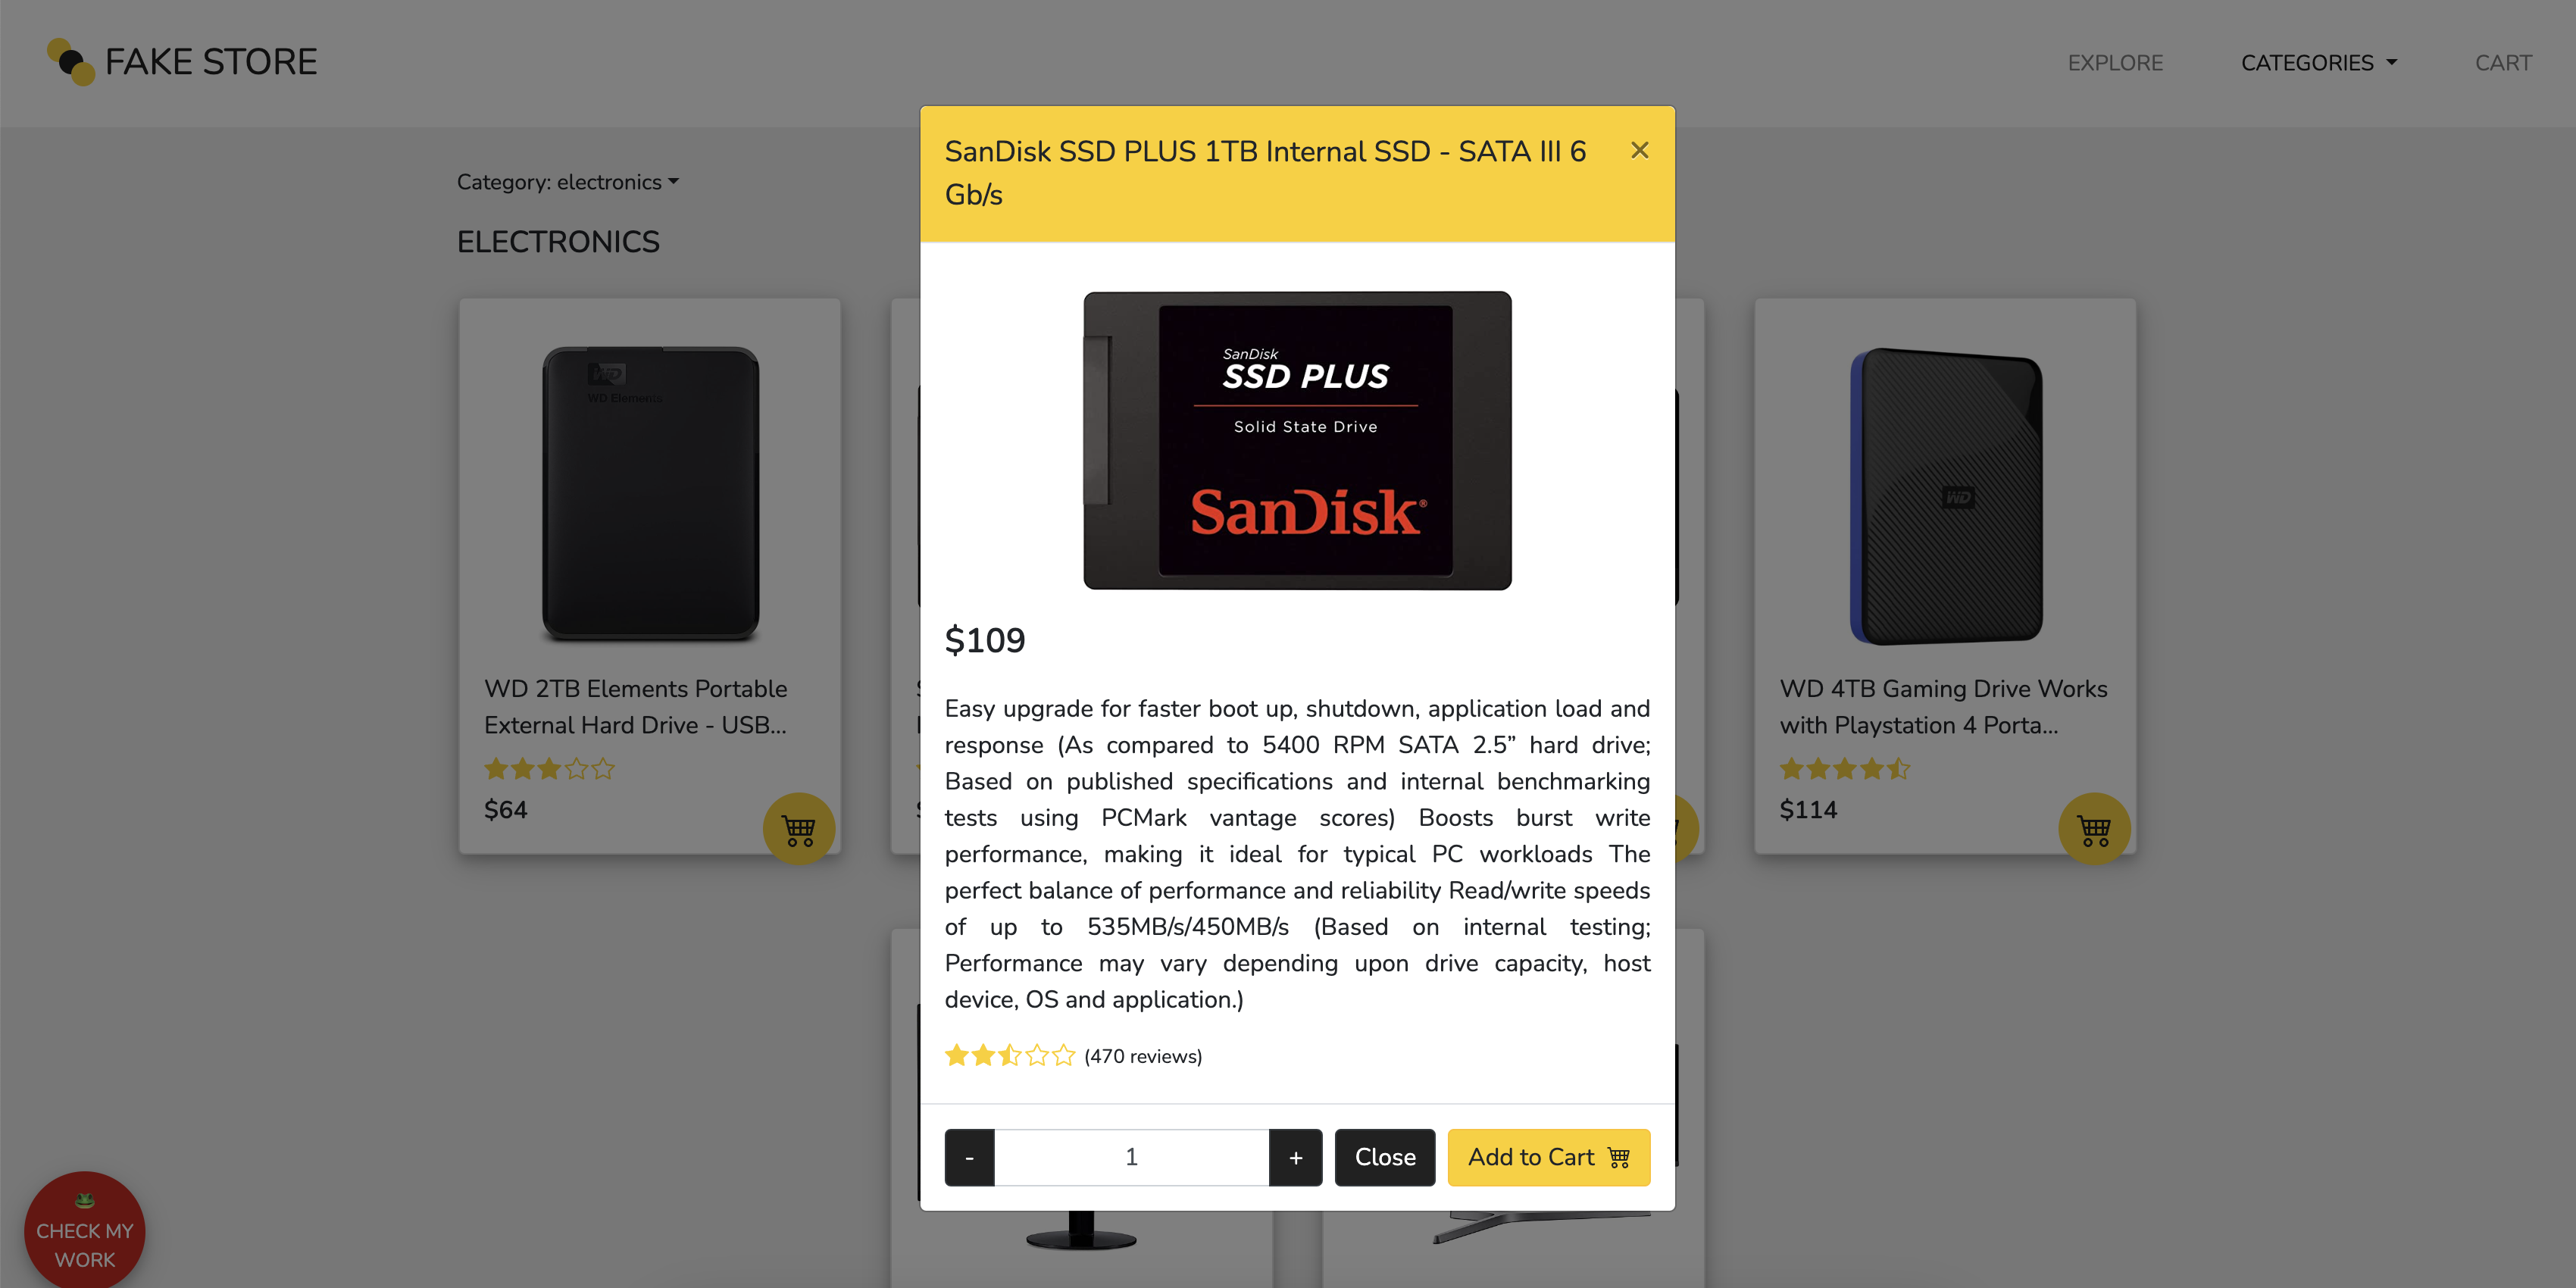 FAKE STORE
EXPLORE
CATEGORIES
CART
Category: electronics
ELECTRONICS
WD
WD Elements
WD 2TB Elements Portable
External Hard Drive - USB...
$64
SanDisk SSD PLUS 1TB Internal SSD - SATA III 6
Gb/s
×
SanDisk
SSD PLUS
Solid State Drive
SanDisk®
$109
Easy upgrade for faster boot up, shutdown, application load and
response (As compared to 5400 RPM SATA 2.5” hard drive;
Based on published specifications and internal benchmarking
tests using PCMark vantage scores) Boosts burst write
performance, making it ideal for typical PC workloads The
perfect balance of performance and reliability Read/write speeds
of up to 535MB/s/450MB/s (Based on internal testing;
Performance may vary depending upon drive capacity, host
device, OS and application.)
(470 reviews)
-
1
+
Close
Add to Cart
WD
WD 4TB Gaming Drive Works
with Playstation 4 Porta...
$114
CHECK MY
WORK